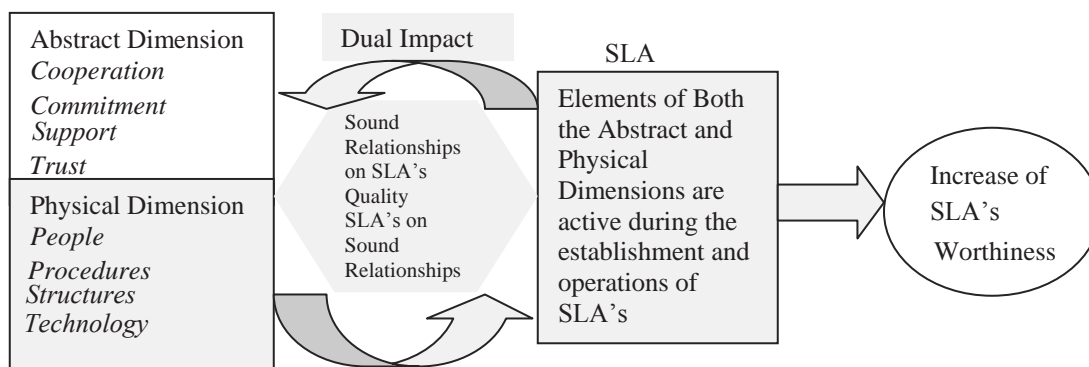 Abstract Dimension
Cooperation
Commitment
Support
Trust
Physical Dimension
People
Procedures
Structures
Technology
Dual Impact
Sound
Relationships
on SLA’s
Quality
SLA’s on
Sound
Relationships
SLA
Elements of Both
the Abstract and
Physical
Dimensions are
active during the
establishment and
operations of
SLA’s
Increase of
SLA’s
Worthiness